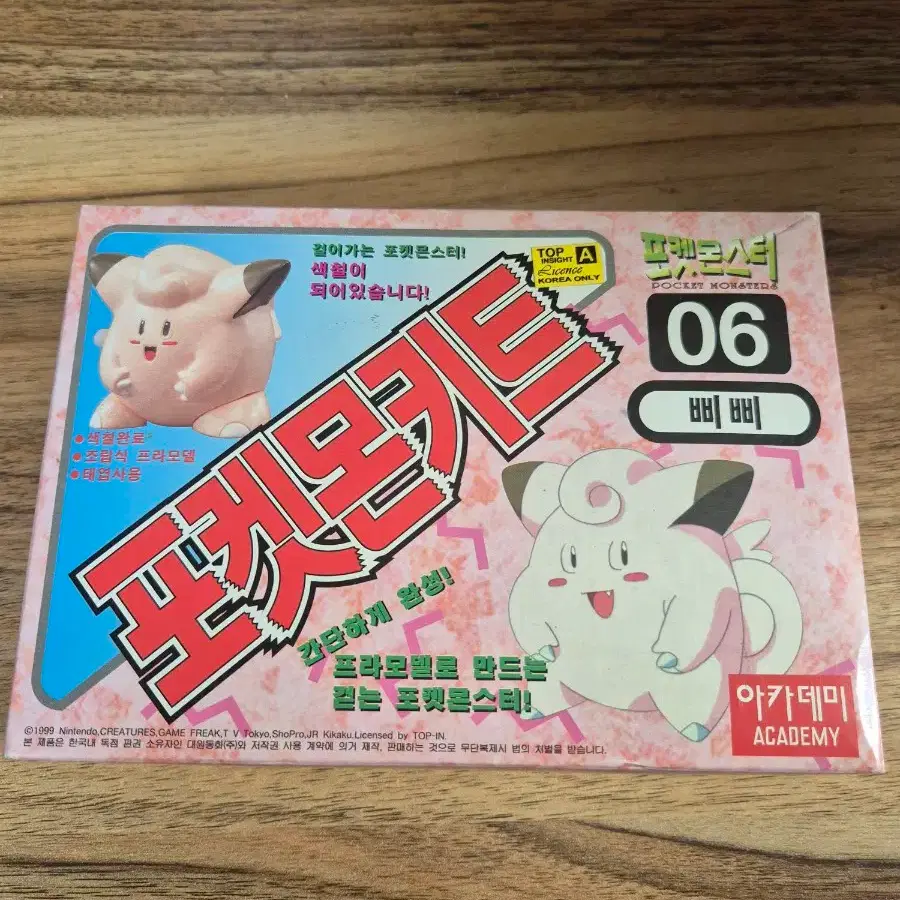 걸어가는 포켓몬스터!
색칠이
되어있습니다!
TOP INSIGHT A
Licence
KOREA ONLY
포켓몬스터
POCKET MONSTERS
06
삐삐
●색칠완료
●조립식 프라모델
●태엽사용
포켓몬키트
간단하게 완성!
프라모델로 만드는
걷는 포켓몬스터!
아카데미
ACADEMY
©1999 Nintendo,CREATURES,GAME FREAK,T V Tokyo,ShoPro,JR Kikaku.Licensed by TOP-IN.
본 제품은 한국내 독점 판권 소유자인 대원동화(주)와 저작권 사용 계약에 의거 제작, 판매하는 것으로 무단복제시 법의 처벌을 받습니다.